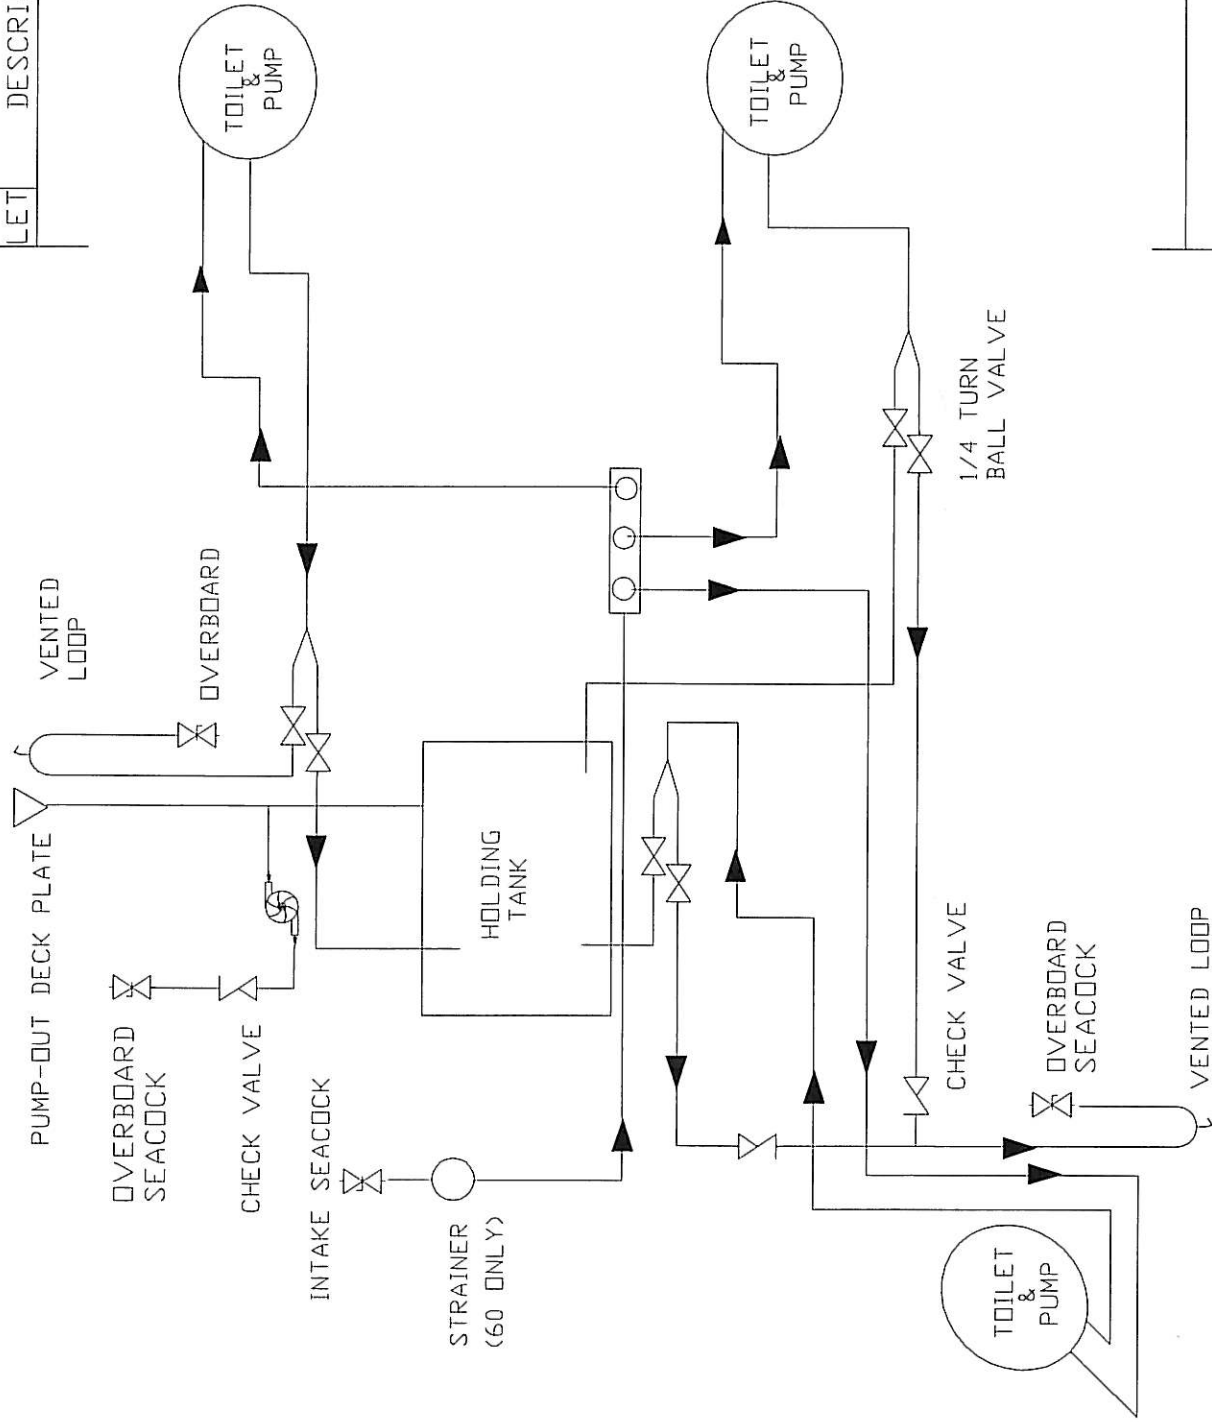 LET DESCRI
TOILET
&
PUMP
TOILET
&
PUMP
VENTED
LOOP
OVERBOARD
1/4 TURN
BALL VALVE
PUMP-OUT DECK PLATE
HOLDING
TANK
OVERBOARD
SEACOCK
CHECK VALVE
INTAKE SEACOCK
STRAINER
(60 ONLY)
CHECK VALVE
OVERBOARD
SEACOCK
VENTED LOOP
TOILET
&
PUMP